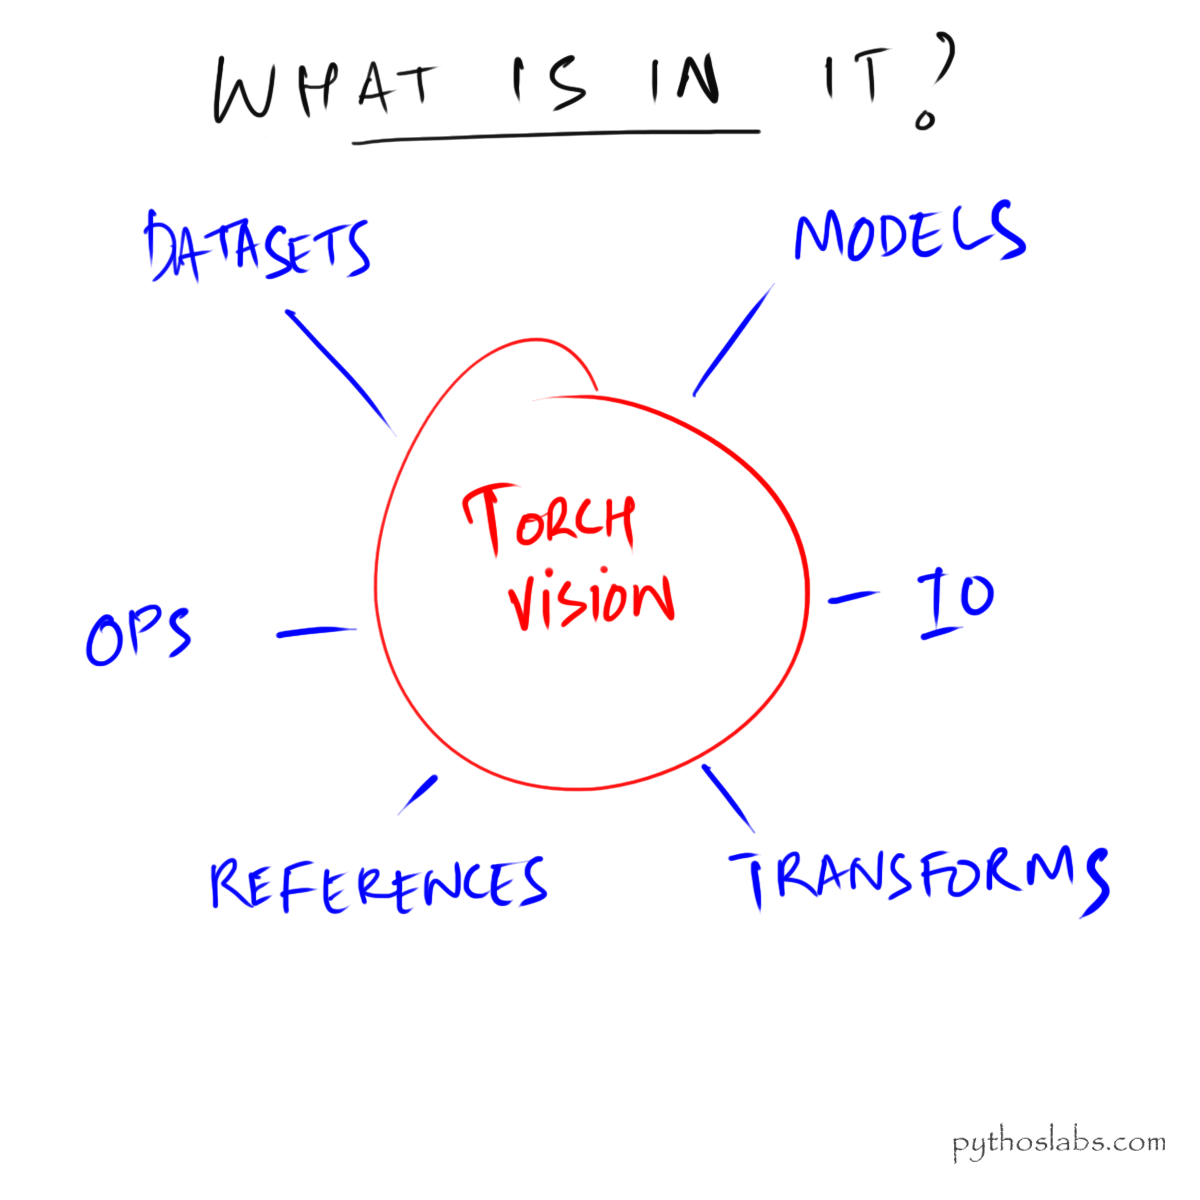 WHAT IS IN IT?
DATASETS
MODELS
TORCH
VISION
IO
OPS
REFERENCES
TRANSFORMS
pythoslabs.com